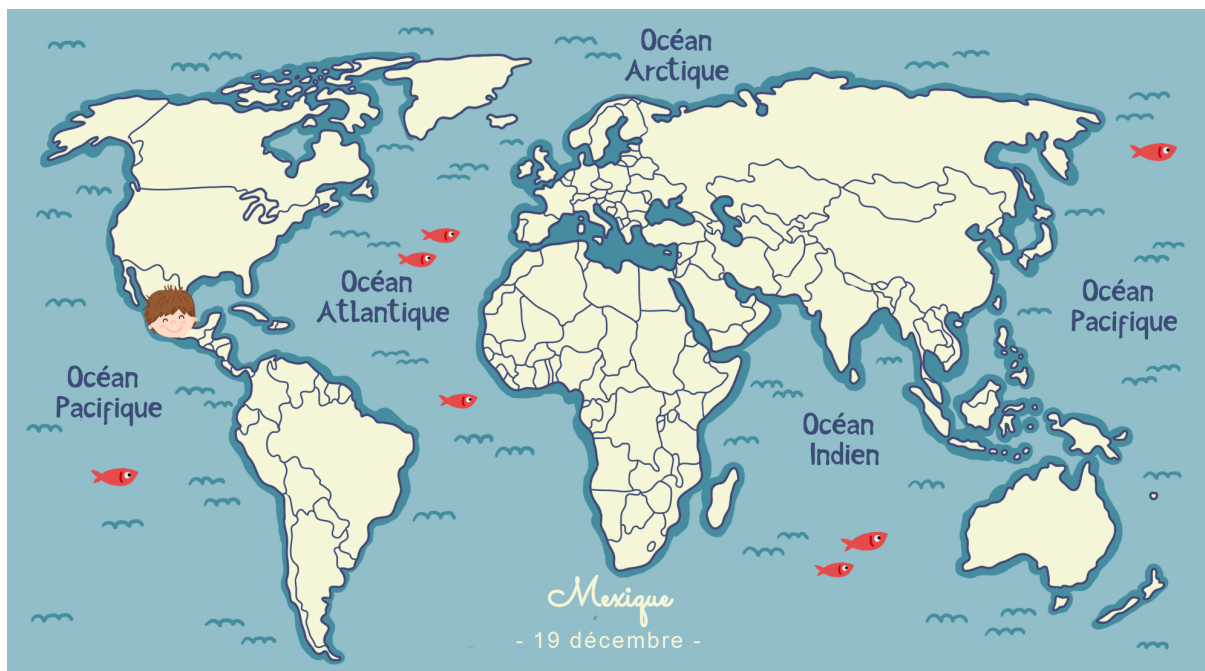 Océan
Arctique
Océan
Atlantique
Océan
Pacifique
Océan
Pacifique
Océan
Indien
Mexique
- 19 décembre -